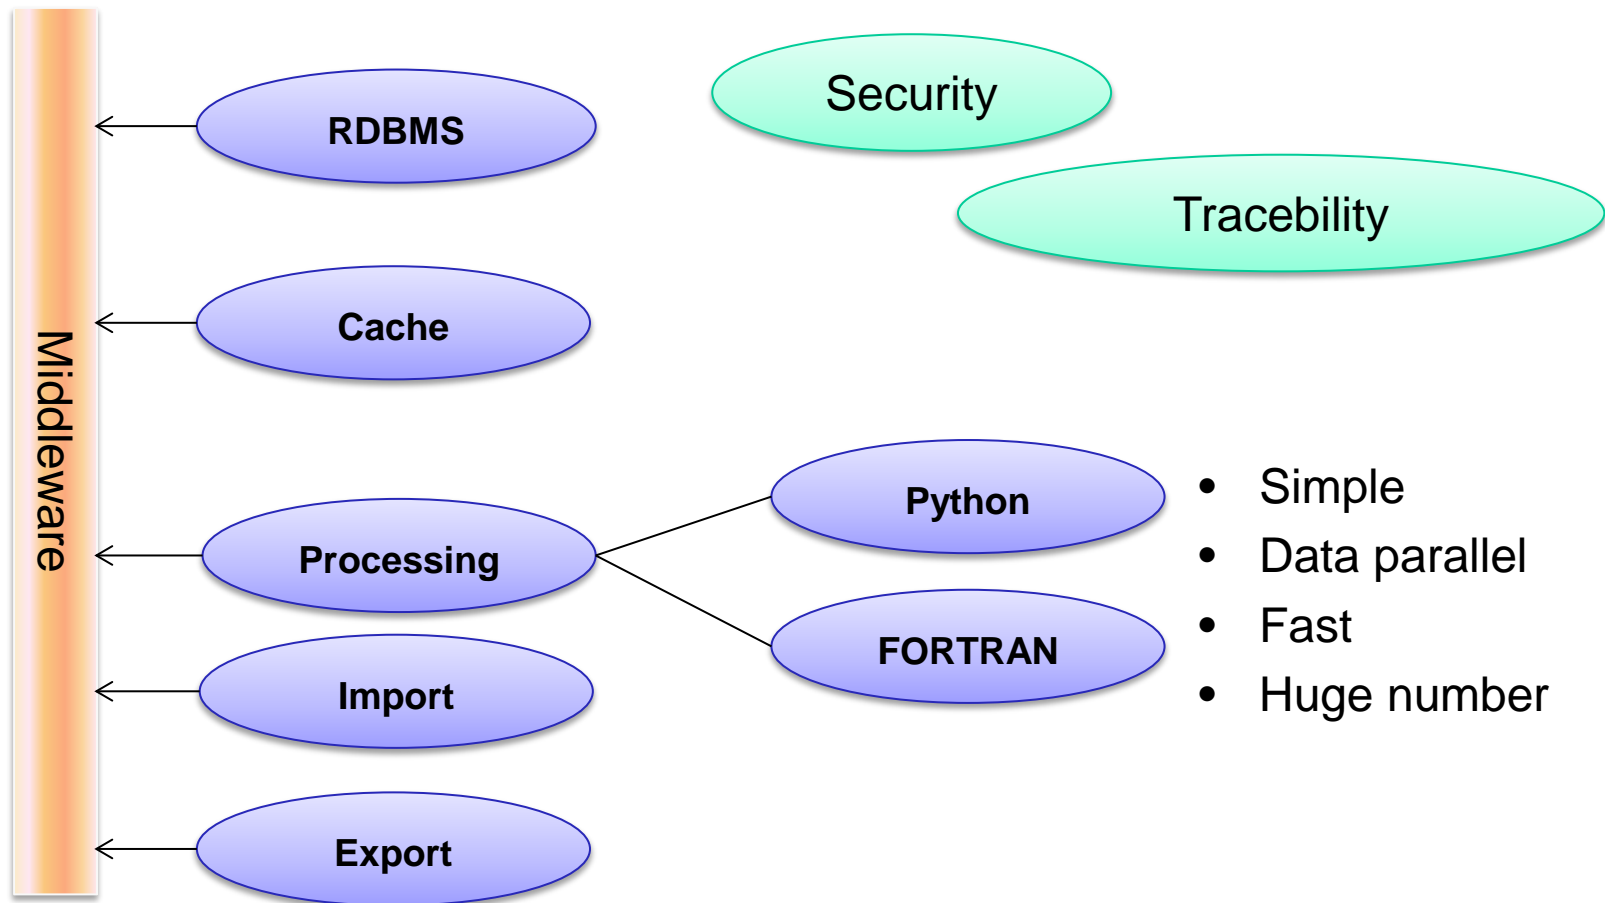 Middleware
RDBMS
Security
Tracebility
Cache
Processing
Python
FORTRAN
• Simple
• Data parallel
• Fast
• Huge number
Import
Export